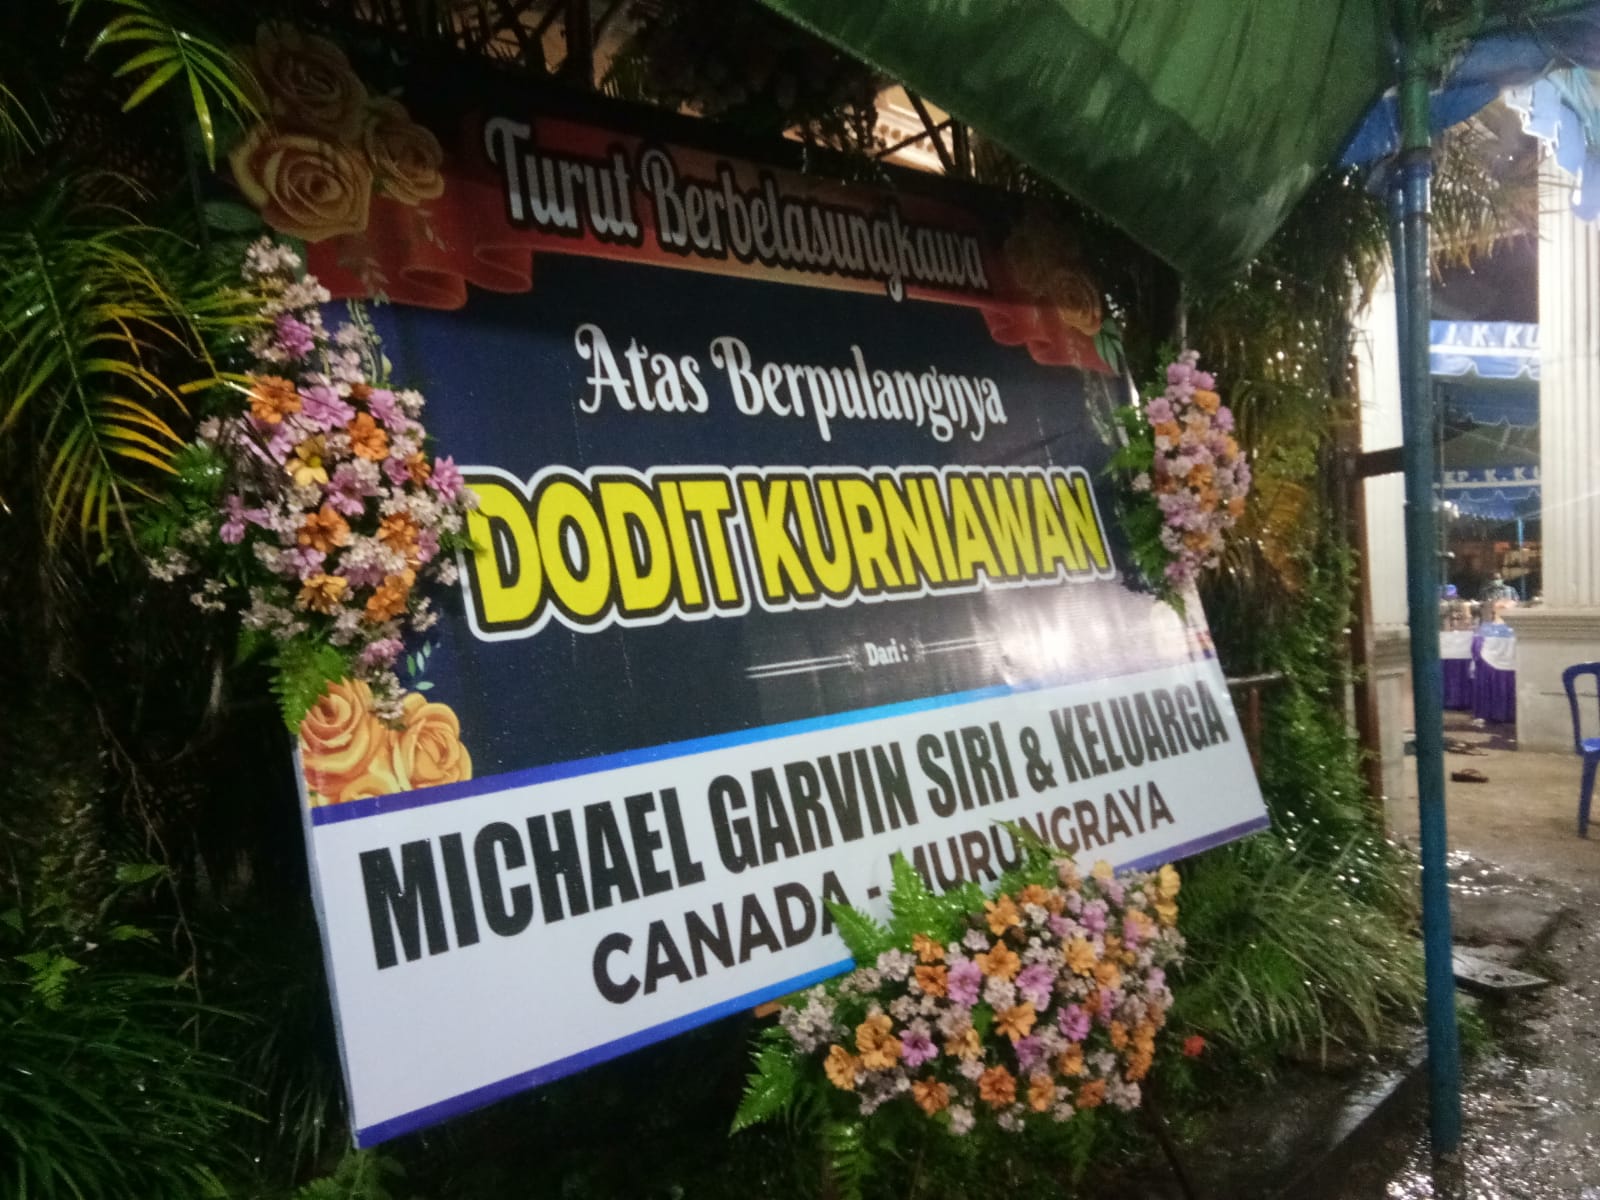 Turut Berbelasungkawa
Atas Berpulangnya
DODIT KURNIAWAN
Dari :
MICHAEL GARVIN SIRI & KELUARGA
CANADA - MURUNGRAYA